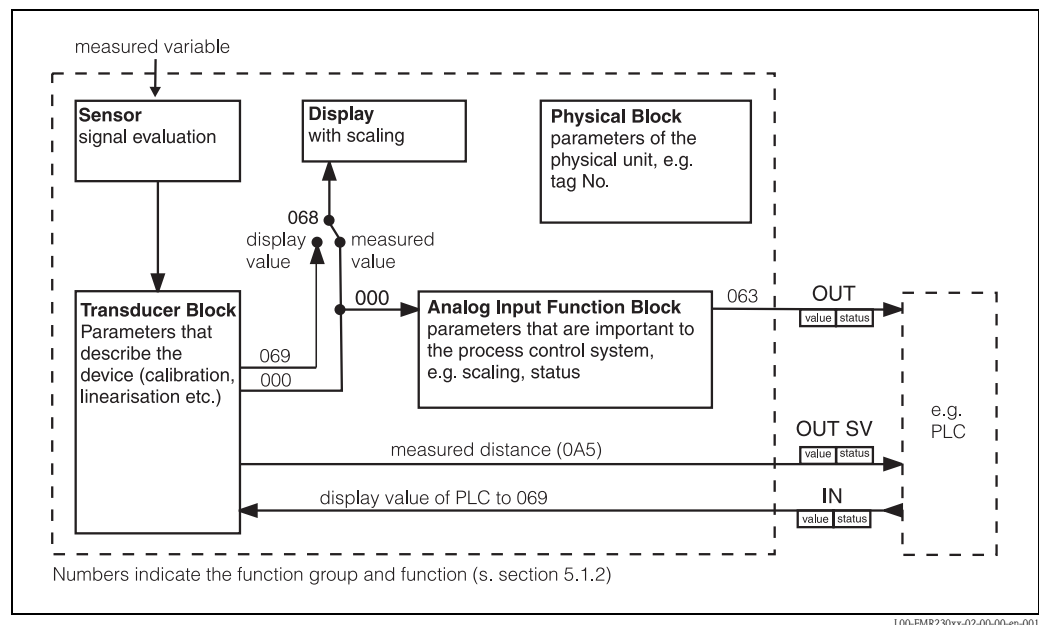 measured variable
Sensor
signal evaluation
Display
with scaling
Physical Block
parameters of the
physical unit, e.g.
tag No.
068
display
value
measured
value
Transducer Block
Parameters that
describe the
device (calibration,
linearisation etc.)
069
000
000
Analog Input Function Block
parameters that are important to
the process control system,
e.g. scaling, status
063
OUT
value status
OUT SV
value status
e.g.
PLC
measured distance (0A5)
display value of PLC to 069
IN
value status
Numbers indicate the function group and function (s. section 5.1.2)
L00-FMR230xx-02-00-00-en-001